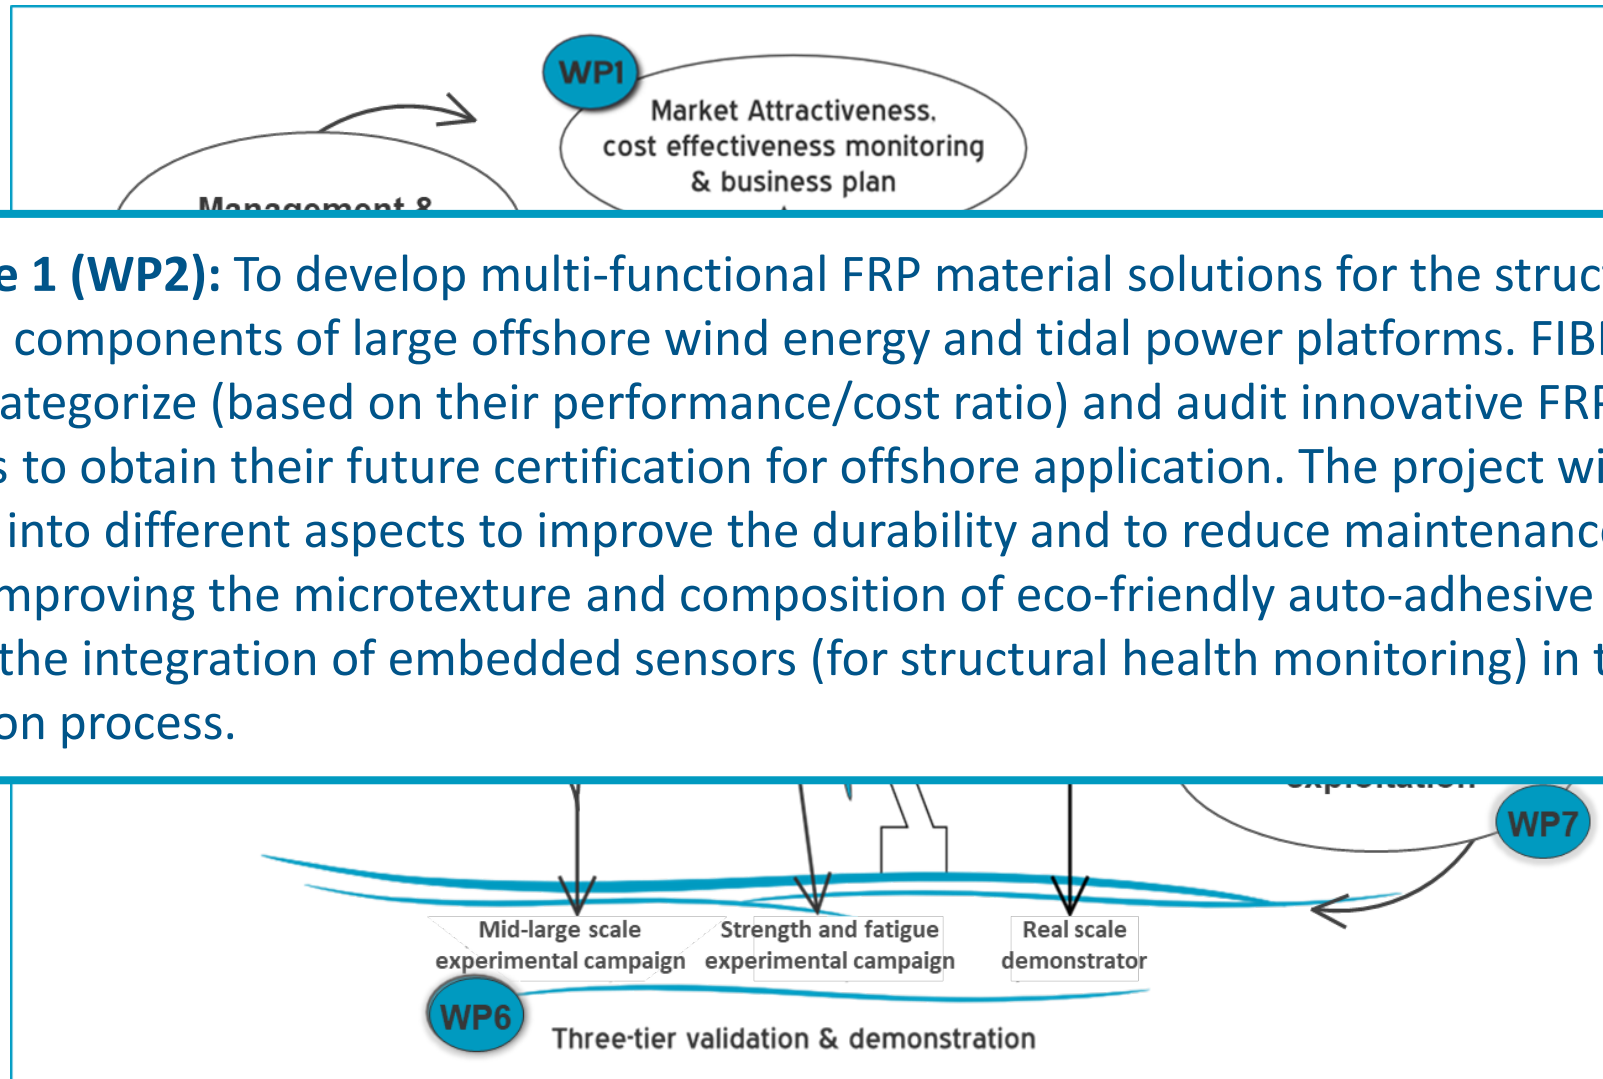 WP1
Market Attractiveness,
cost effectiveness monitoring
& business plan
Management &
e 1 (WP2): To develop multi-functional FRP material solutions for the struc
components of large offshore wind energy and tidal power platforms. FIB
ategorize (based on their performance/cost ratio) and audit innovative FRP
s to obtain their future certification for offshore application. The project wi
into different aspects to improve the durability and to reduce maintenance
mproving the microtexture and composition of eco-friendly auto-adhesive
the integration of embedded sensors (for structural health monitoring) in t
on process.
exploitation
WP7
Mid-large scale
experimental campaign
Strength and fatigue
experimental campaign
Real scale
demonstrator
WP6
Three-tier validation & demonstration